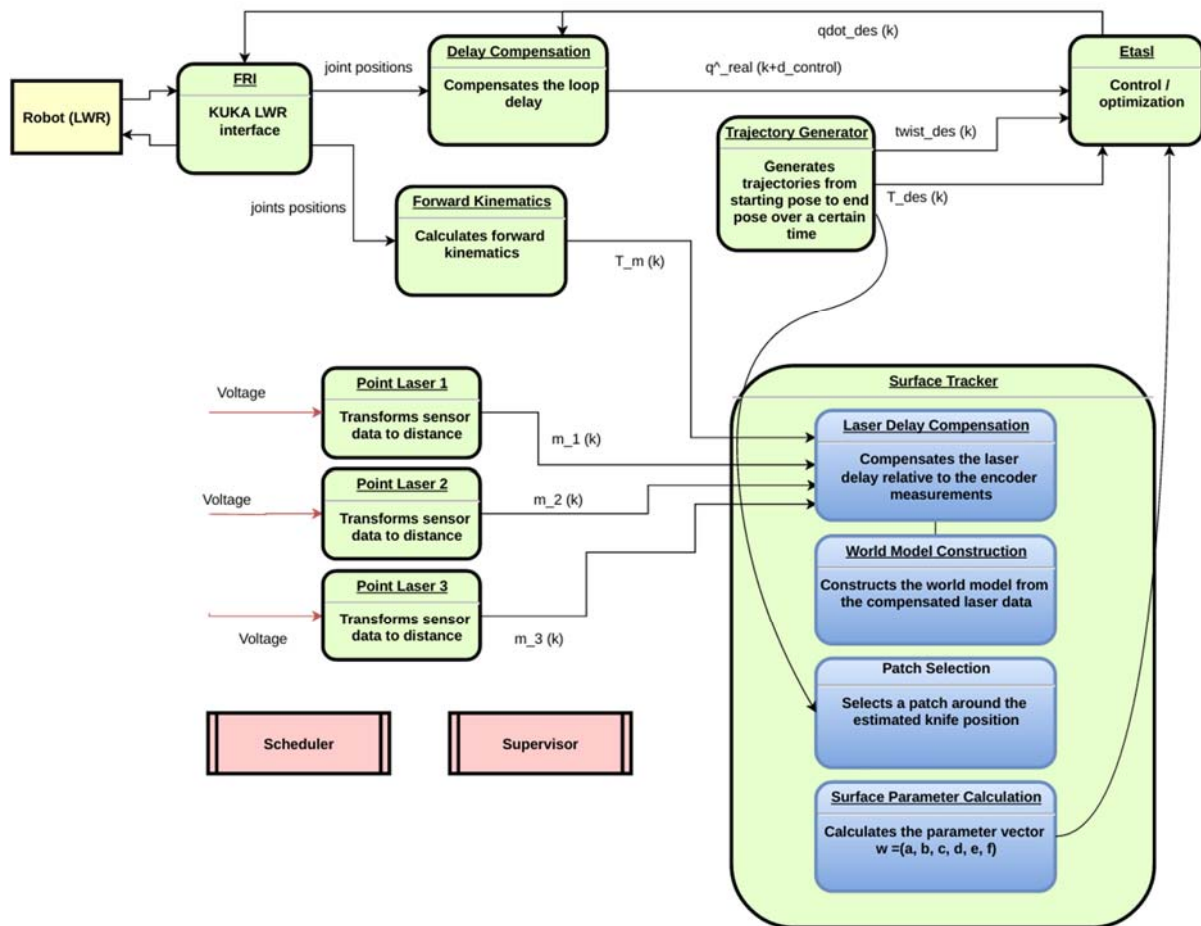 qdot_des (k)
FRI
KUKA LWR
interface
joint positions
Delay Compensation
Compensates the loop
delay
q^_real (k+d_control)
Etasl
Control /
optimization
Robot (LWR)
Trajectory Generator
Generates
trajectories from
starting pose to end
pose over a certain
time
twist_des (k)
T_des (k)
joints positions
Forward Kinematics
Calculates forward
kinematics
T_m (k)
Voltage
Point Laser 1
Transforms sensor
data to distance
m_1 (k)
Voltage
Point Laser 2
Transforms sensor
data to distance
m_2 (k)
Voltage
Point Laser 3
Transforms sensor
data to distance
m_3 (k)
Surface Tracker
Laser Delay Compensation
Compensates the laser
delay relative to the encoder
measurements
World Model Construction
Constructs the world model from
the compensated laser data
Patch Selection
Selects a patch around the
estimated knife position
Surface Parameter Calculation
Calculates the parameter vector
w =(a, b, c, d, e, f)
Scheduler
Supervisor